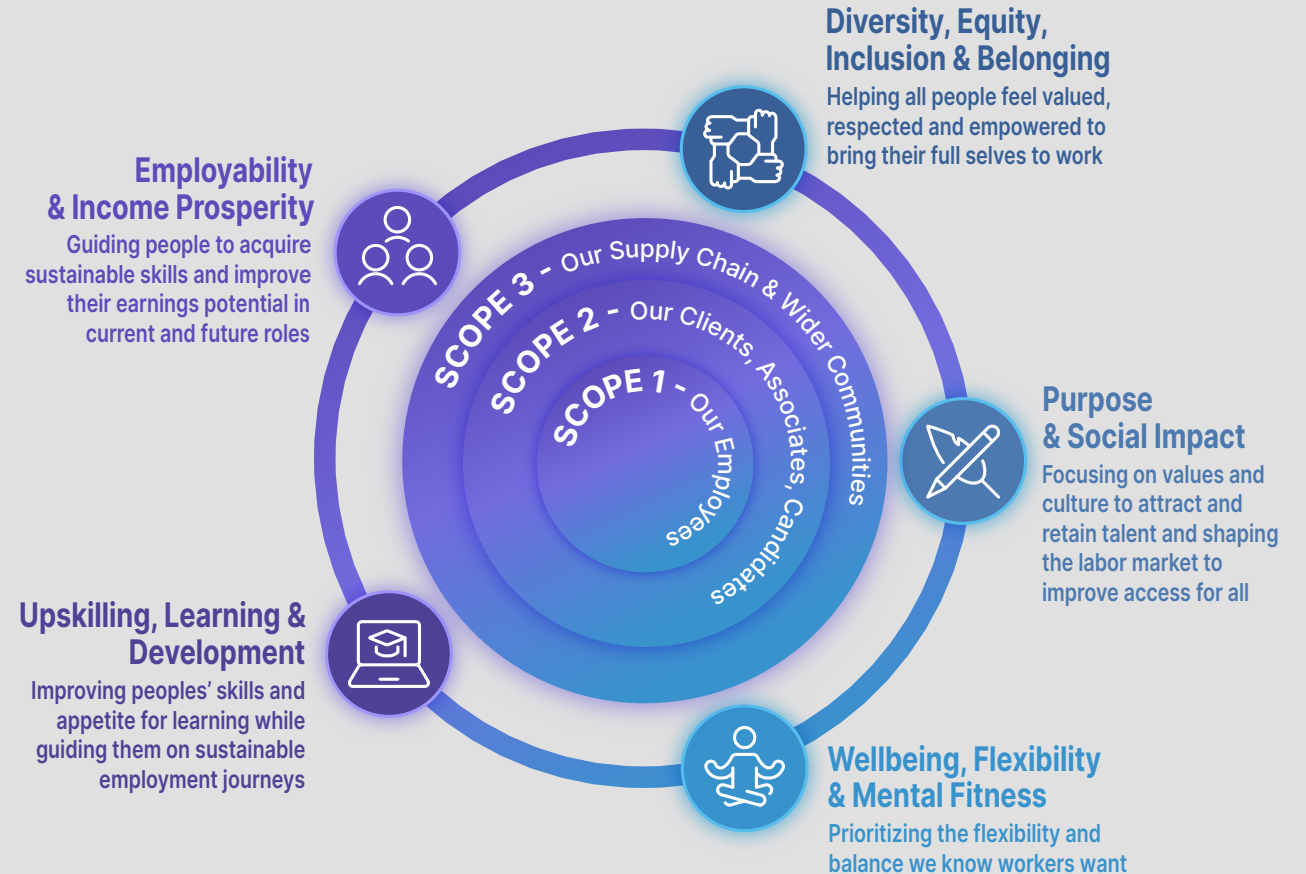 Diversity, Equity,
Inclusion & Belonging
Helping all people feel valued,
respected and empowered to
bring their full selves to work
Employability
& Income Prosperity
Guiding people to acquire
sustainable skills and improve
their earnings potential in
current and future roles
SCOPE 3 - Our Supply Chain & Wider Communities
SCOPE 2 - Our Clients, Associates, Candidates
SCOPE 1 - Our Employees
Purpose
& Social Impact
Focusing on values and
culture to attract and
retain talent and shaping
the labor market to
improve access for all
Upskilling, Learning &
Development
Improving peoples’ skills and
appetite for learning while
guiding them on sustainable
employment journeys
Wellbeing, Flexibility
& Mental Fitness
Prioritizing the flexibility and
balance we know workers want